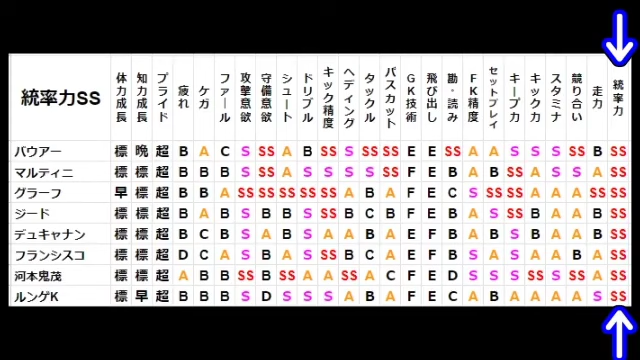 統率力SS 体力成長 知力成長 プライド 疲れ ケガ ファール 攻撃意欲 守備意欲 シュート ドリブル キック精度 ヘディング タックル パスカット GK技術 飛び出し 勘・読み FK精度 セットプレイ キープ力 キック力 スタミナ 競り合い 走力 統率力
バウアー 標 晩 超 B A C S SS A B SS S SS SS E E SS A A S S S SS B SS
マルティニ 標 標 超 B B B S SS A S S S S SS F E B A B SS A S S A SS
グラーフ 早 標 超 B B A SS SS SS SS SS A B A F E C S SS SS A A A SS SS
ジード 標 標 超 B A B S B B S SS B C B F E B A S SS B A A B SS
デュキャナン 標 標 超 B C B S A B S A A B A E F B A B S B A A B SS
フランシスコ 標 標 超 D C A S B A S SS B C A E F B S A S A A B A SS
河本鬼茂 標 標 超 A B B SS B SS A A SS A C F E D S S S SS S SS A SS
ルンゲK 標 早 超 B B B S D S S S A B A F E C A B A A A A S SS